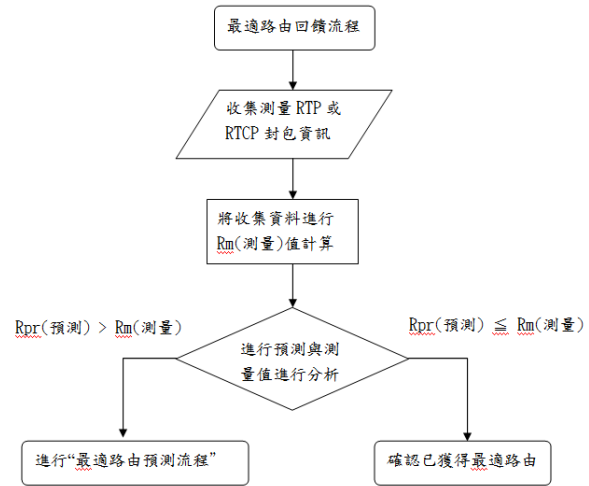 最適路由回饋流程
收集測量 RTP 或
RTCP 封包資訊
將收集資料進行
Rm(測量)值計算
Rpr(預測) > Rm(測量)
Rpr(預測) ≦ Rm(測量)
進行預測與測
量值進行分析
進行“最適路由預測流程”
確認已獲得最適路由